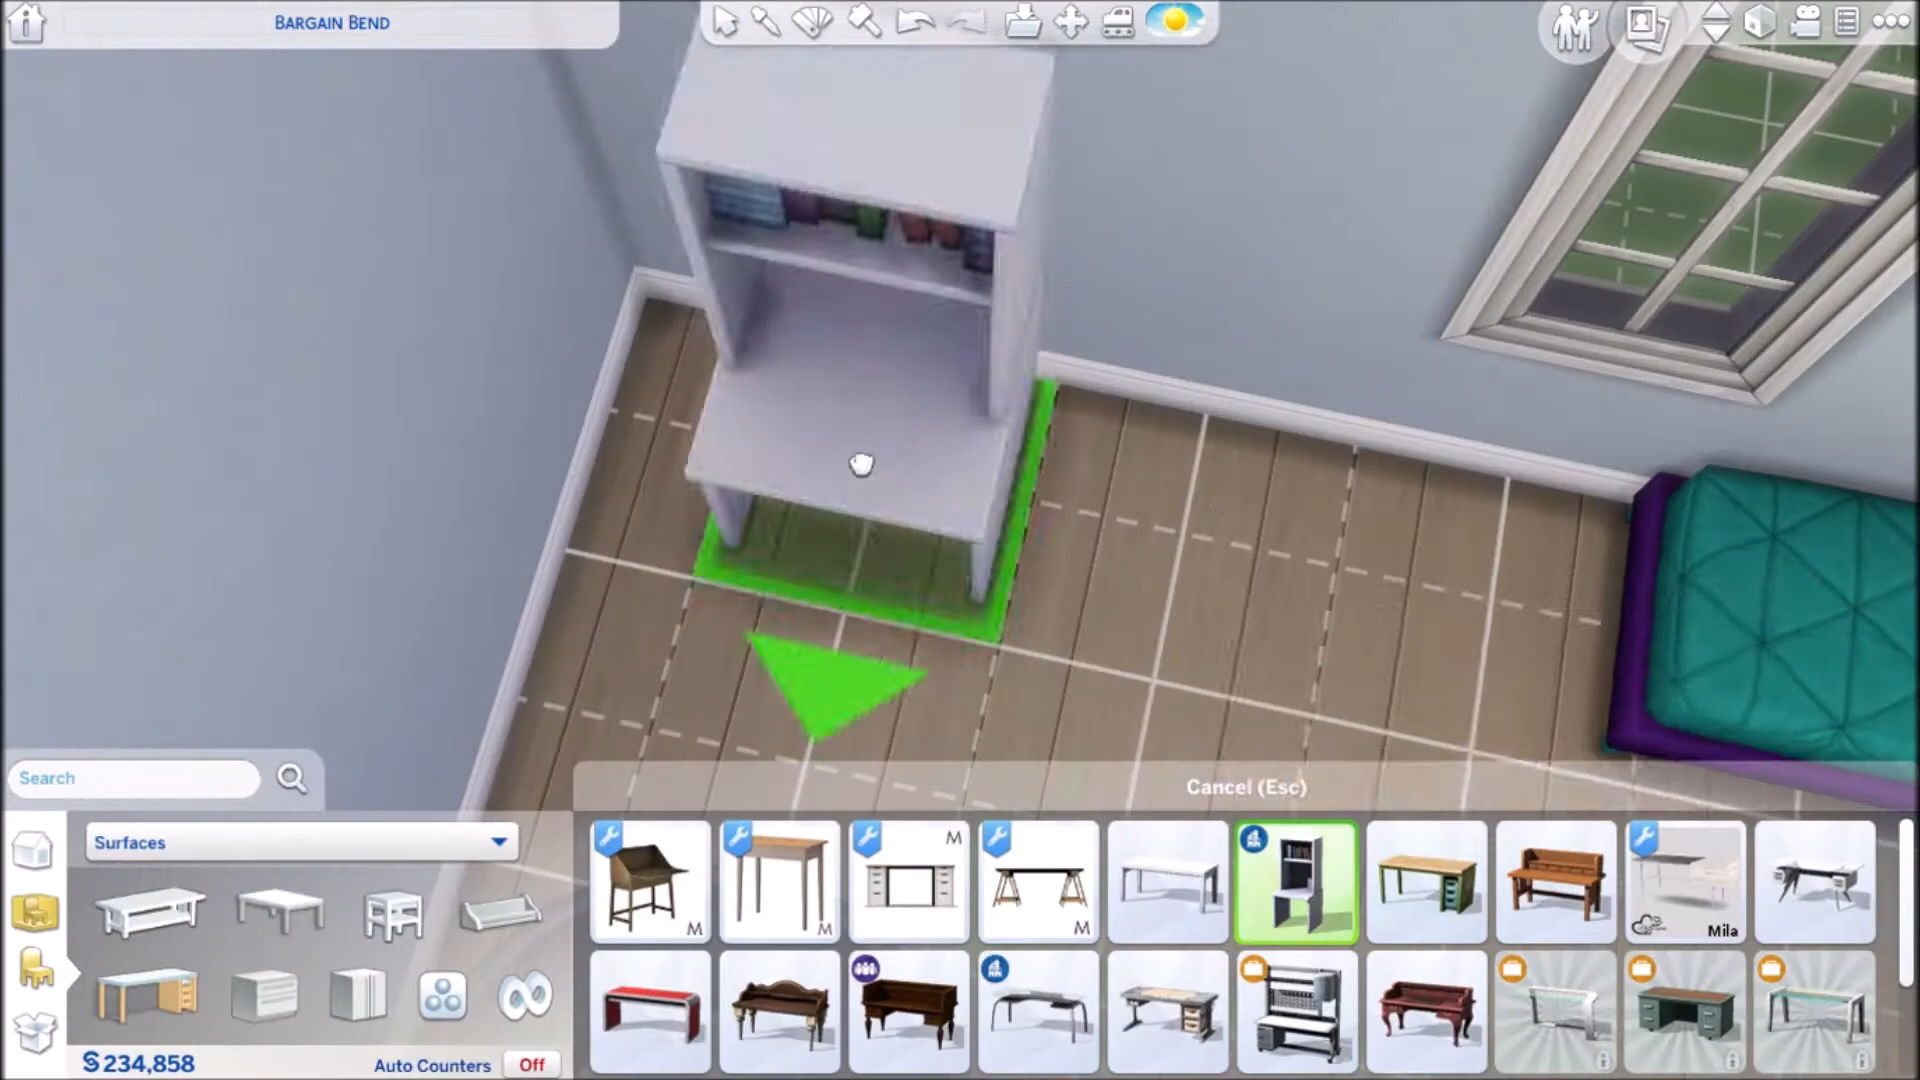 BARGAIN BEND
Search
Cancel (Esc)
Surfaces
M
M
M
M
Mila
§234,858
Auto Counters
Off